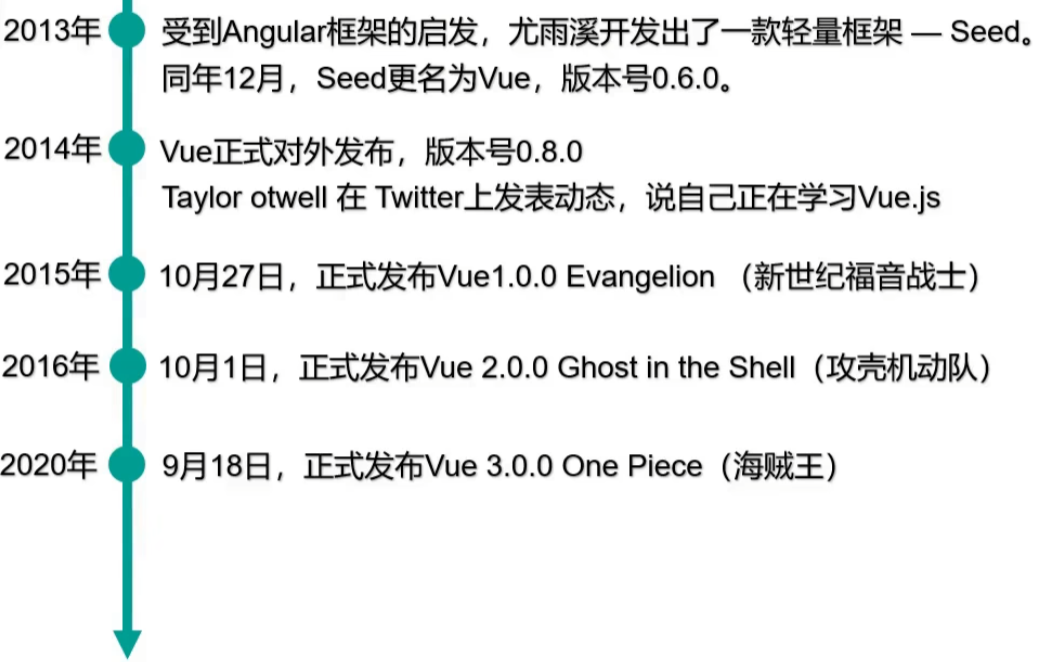 2013年 受到Angular框架的启发，尤雨溪开发出了一款轻量框架 — Seed。
同年12月，Seed更名为Vue，版本号0.6.0。
2014年 Vue正式对外发布，版本号0.8.0
Taylor otwell 在 Twitter上发表动态，说自己正在学习Vue.js
2015年 10月27日，正式发布Vue1.0.0 Evangelion （新世纪福音战士）
2016年 10月1日，正式发布Vue 2.0.0 Ghost in the Shell（攻壳机动队）
2020年 9月18日，正式发布Vue 3.0.0 One Piece（海贼王）